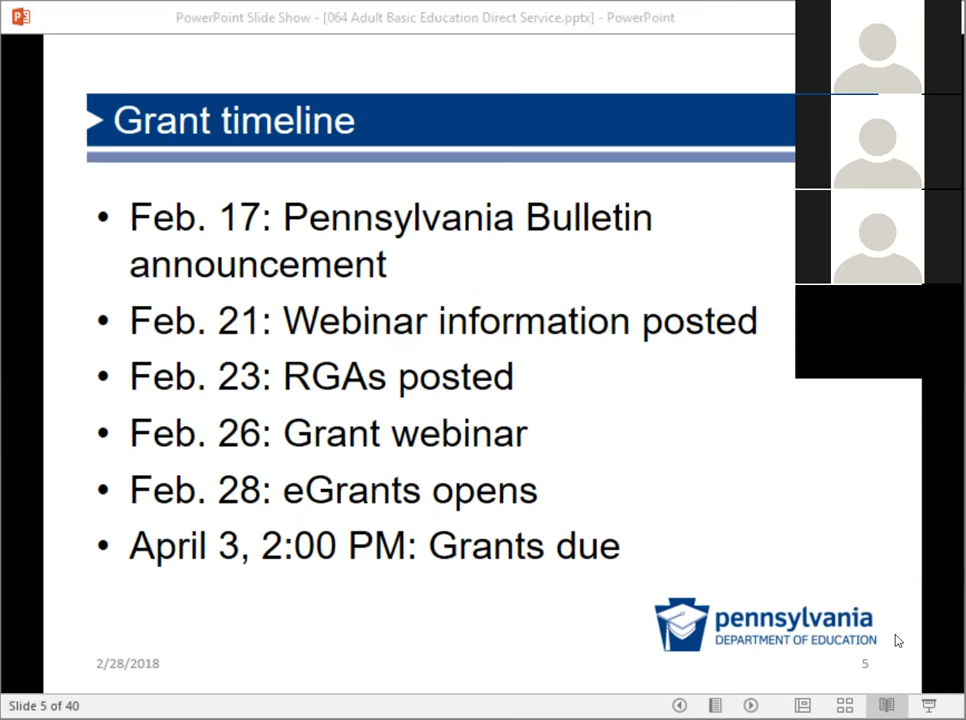 PowerPoint Slide Show - [064 Adult Basic Education Direct Service.pptx] - PowerPoint
Grant timeline
• Feb. 17: Pennsylvania Bulletin
announcement
• Feb. 21: Webinar information posted
• Feb. 23: RGAs posted
• Feb. 26: Grant webinar
• Feb. 28: eGrants opens
• April 3, 2:00 PM: Grants due
pennsylvania
DEPARTMENT OF EDUCATION
2/28/2018
5
Slide 5 of 40